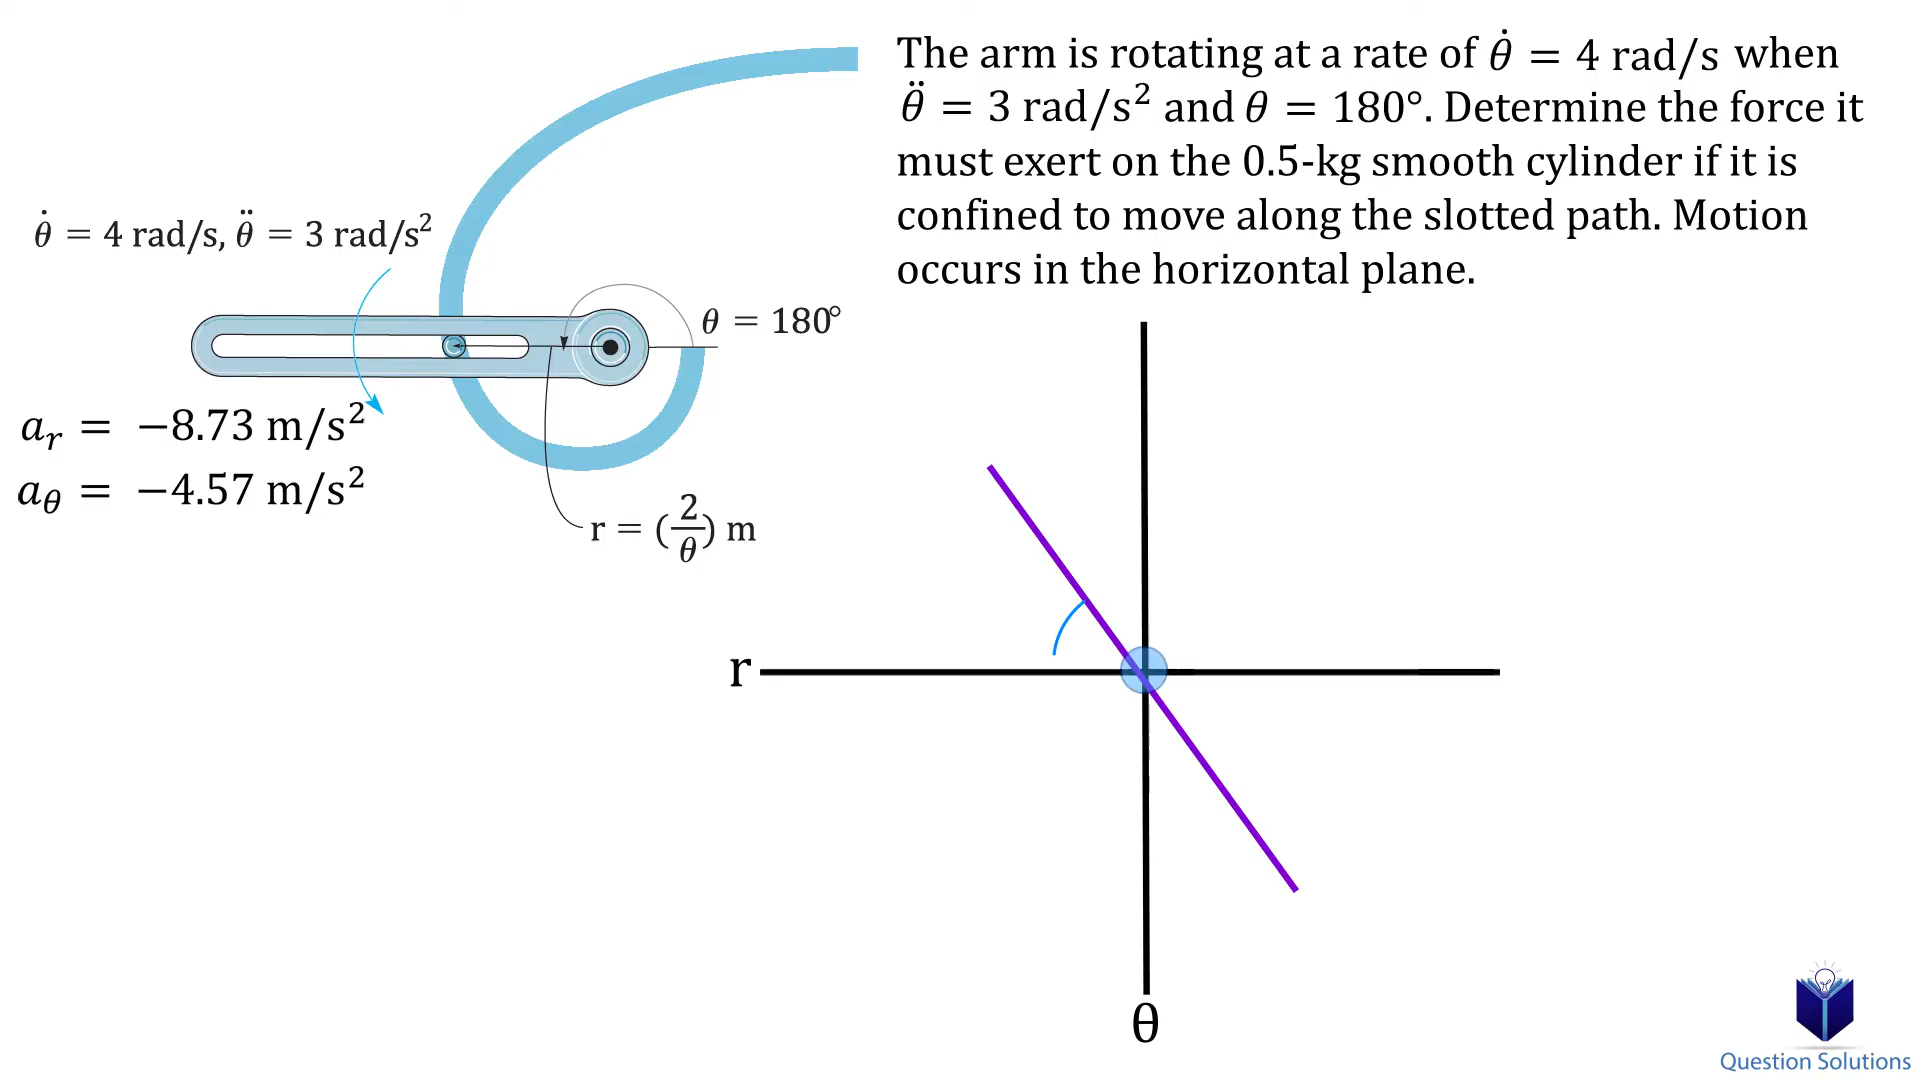 The arm is rotating at a rate of θ̇ = 4 rad/s when
θ̈ = 3 rad/s² and θ = 180°. Determine the force it
must exert on the 0.5-kg smooth cylinder if it is
confined to move along the slotted path. Motion
occurs in the horizontal plane.
θ̇ = 4 rad/s, θ̈ = 3 rad/s²
θ = 180°
aᵣ = −8.73 m/s²
a_θ = −4.57 m/s²
r = (2/θ) m
r
θ
Question Solutions